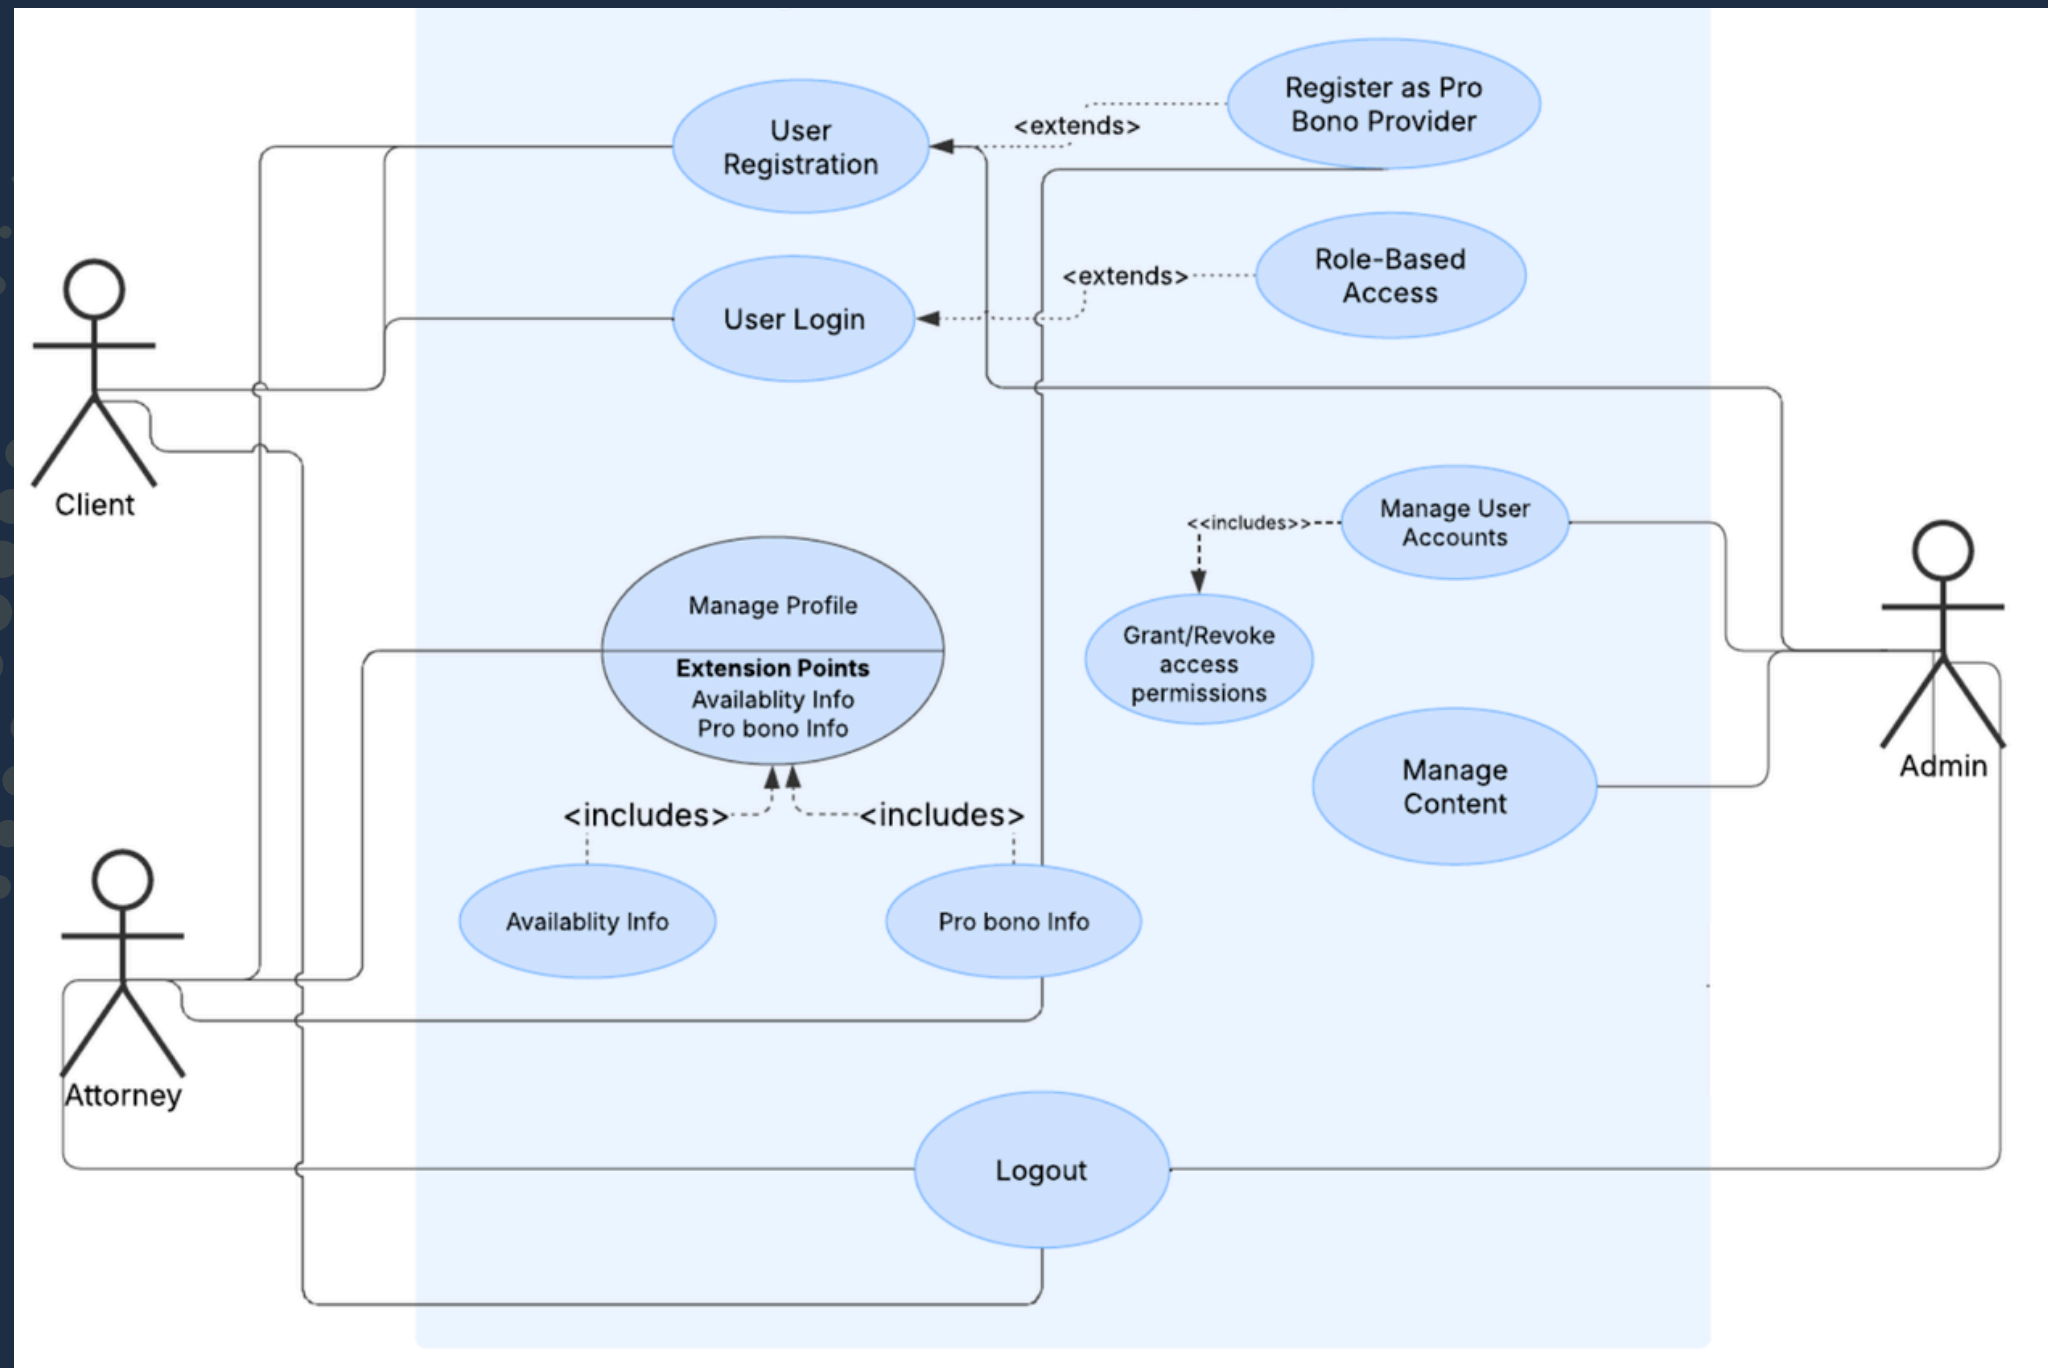 User
Registration
<extends>
Register as Pro
Bono Provider
User Login
<extends>
Role-Based
Access
Client
Manage User
Accounts
<<includes>>
Grant/Revoke
access
permissions
Manage Profile
Extension Points
Availablity Info
Pro bono Info
Manage
Content
Admin
<includes>
<includes>
Availablity Info
Pro bono Info
Attorney
Logout